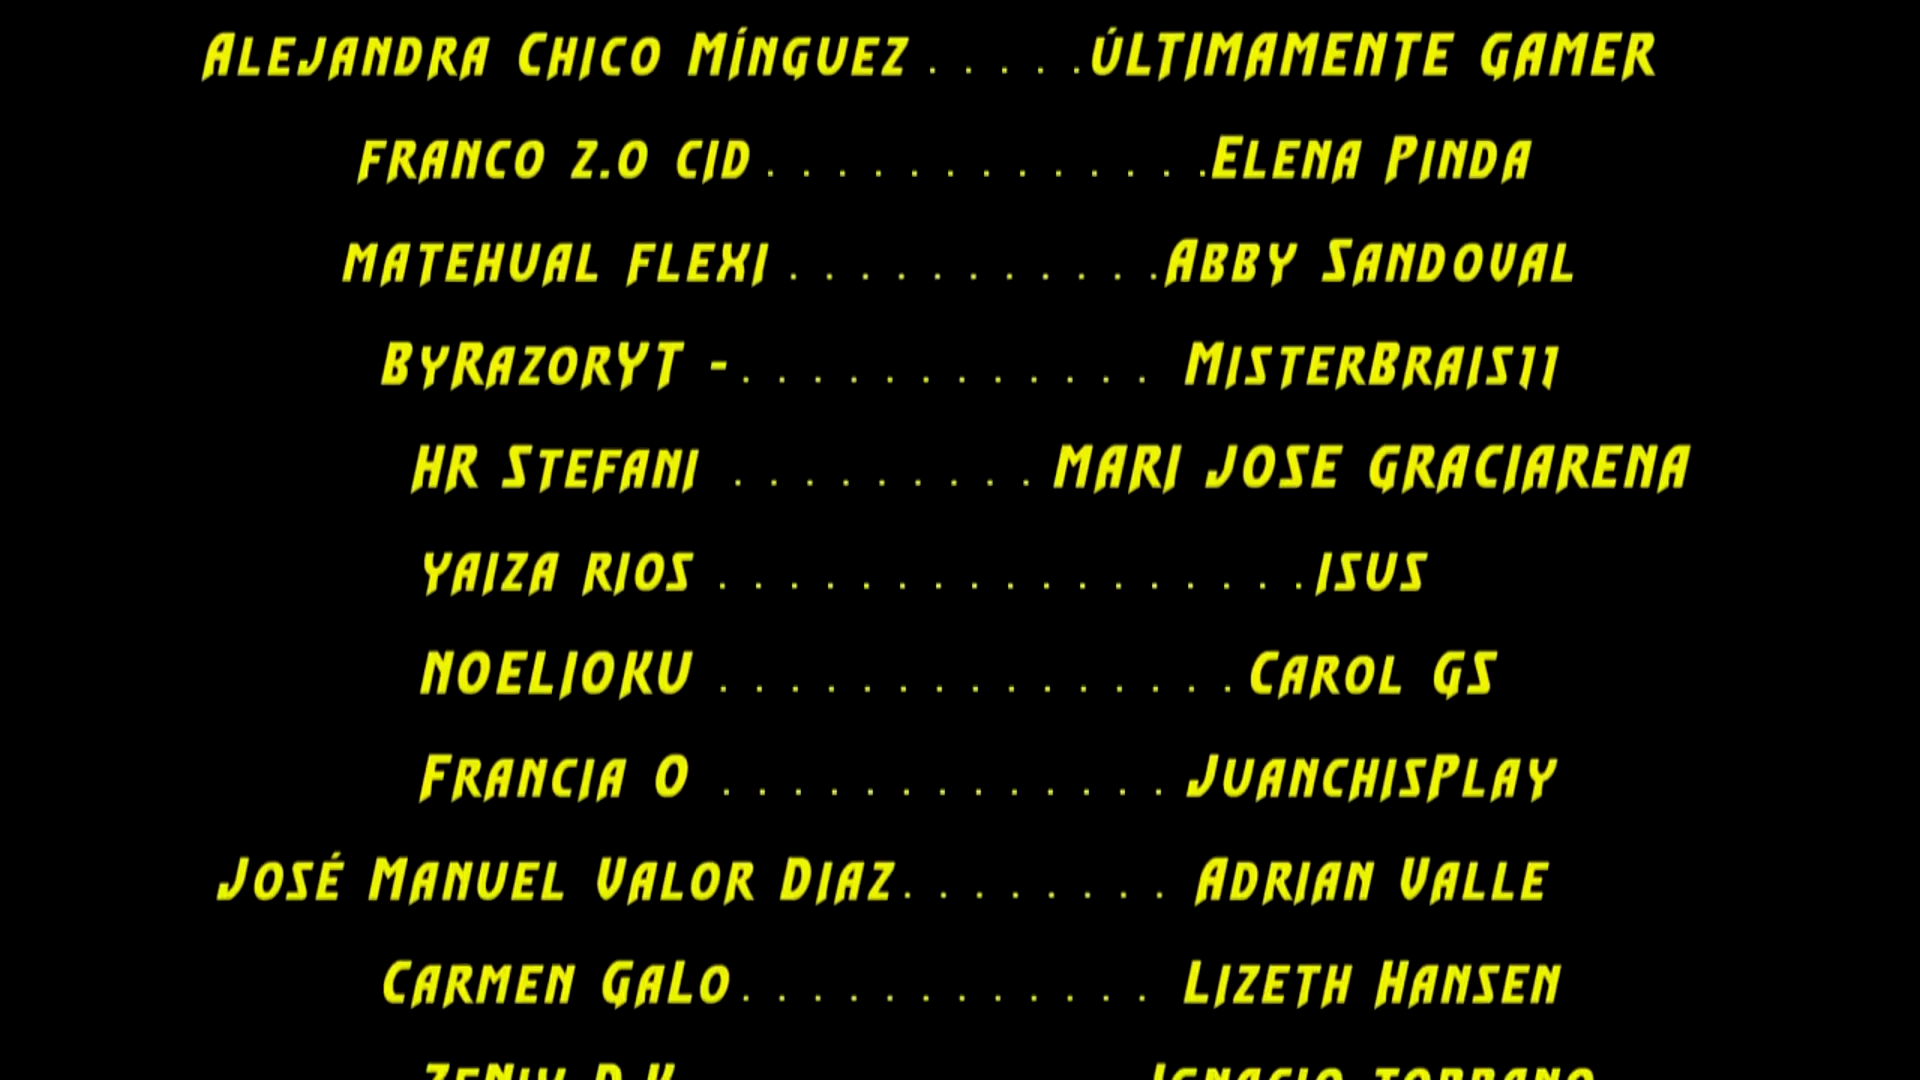 Alejandra Chico Mínguez . . . . .ÚLTIMAMENTE GAMER
FRANCO Z.O CID . . . . . . . . . . . . .Elena Pinda
MATEHUAL FLEXI . . . . . . . . . . .Abby Sandoval
ByRazorYT -. . . . . . . . . . . . MisterBrais11
HR Stefani . . . . . . . . . MARI JOSE GRACIARENA
YAIZA RIOS . . . . . . . . . . . . . . . . . ISUS
NOELIOKU . . . . . . . . . . . . . . . Carol GS
Francia O . . . . . . . . . . . . . JuanchisPlay
José Manuel Valor Diaz. . . . . . . . Adrian Valle
Carmen GaLo. . . . . . . . . . . . Lizeth Hansen